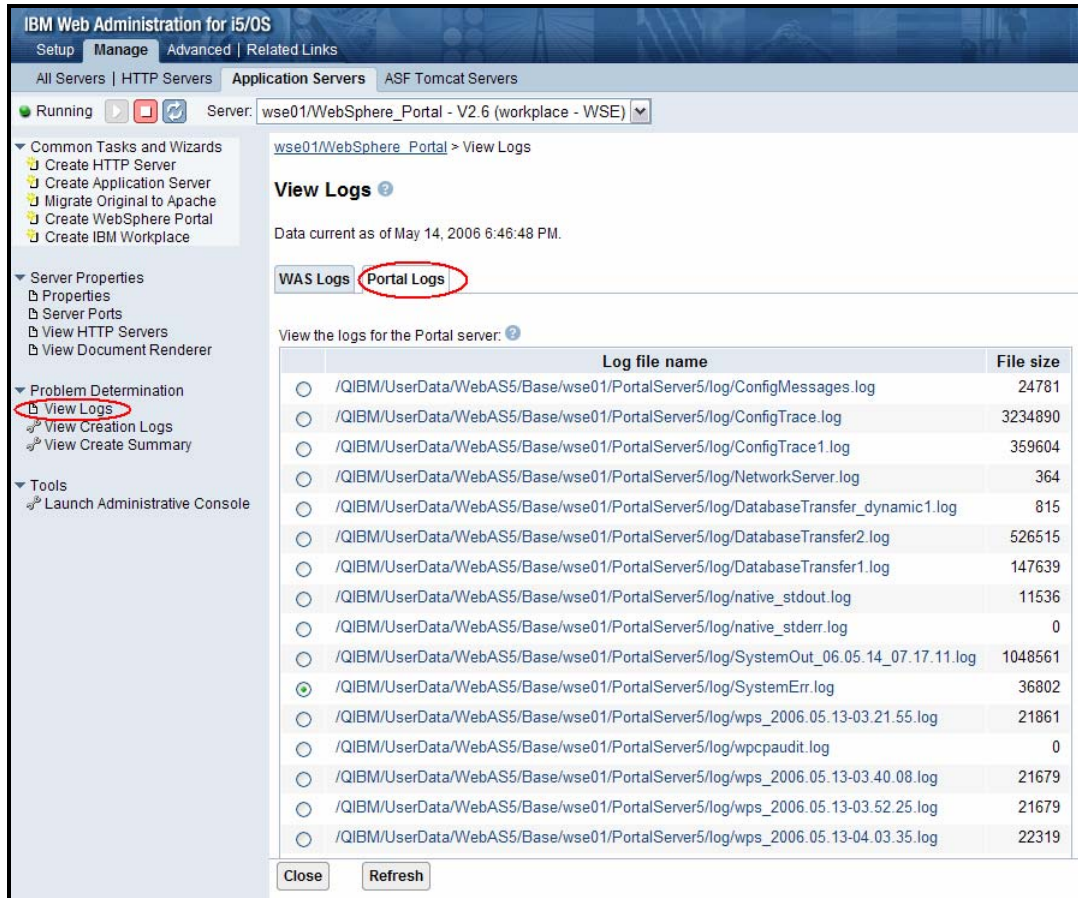 IBM Web Administration for i5/OS
Setup Manage Advanced | Related Links
All Servers | HTTP Servers Application Servers ASF Tomcat Servers
Running Server: wse01/WebSphere_Portal - V2.6 (workplace - WSE)
Common Tasks and Wizards
Create HTTP Server
Create Application Server
Migrate Original to Apache
Create WebSphere Portal
Create IBM Workplace
Server Properties
Properties
Server Ports
View HTTP Servers
View Document Renderer
Problem Determination
View Logs
View Creation Logs
View Create Summary
Tools
Launch Administrative Console
wse01/WebSphere_Portal > View Logs
View Logs ?
Data current as of May 14, 2006 6:46:48 PM.
WAS Logs Portal Logs
View the logs for the Portal server: ?
Log file name File size
/QIBM/UserData/WebAS5/Base/wse01/PortalServer5/log/ConfigMessages.log 24781
/QIBM/UserData/WebAS5/Base/wse01/PortalServer5/log/ConfigTrace.log 3234890
/QIBM/UserData/WebAS5/Base/wse01/PortalServer5/log/ConfigTrace1.log 359604
/QIBM/UserData/WebAS5/Base/wse01/PortalServer5/log/NetworkServer.log 364
/QIBM/UserData/WebAS5/Base/wse01/PortalServer5/log/DatabaseTransfer_dynamic1.log 815
/QIBM/UserData/WebAS5/Base/wse01/PortalServer5/log/DatabaseTransfer2.log 526515
/QIBM/UserData/WebAS5/Base/wse01/PortalServer5/log/DatabaseTransfer1.log 147639
/QIBM/UserData/WebAS5/Base/wse01/PortalServer5/log/native_stdout.log 11536
/QIBM/UserData/WebAS5/Base/wse01/PortalServer5/log/native_stderr.log 0
/QIBM/UserData/WebAS5/Base/wse01/PortalServer5/log/SystemOut_06.05.14_07.17.11.log 1048561
/QIBM/UserData/WebAS5/Base/wse01/PortalServer5/log/SystemErr.log 36802
/QIBM/UserData/WebAS5/Base/wse01/PortalServer5/log/wps_2006.05.13-03.21.55.log 21861
/QIBM/UserData/WebAS5/Base/wse01/PortalServer5/log/wpcpaudit.log 0
/QIBM/UserData/WebAS5/Base/wse01/PortalServer5/log/wps_2006.05.13-03.40.08.log 21679
/QIBM/UserData/WebAS5/Base/wse01/PortalServer5/log/wps_2006.05.13-03.52.25.log 21679
/QIBM/UserData/WebAS5/Base/wse01/PortalServer5/log/wps_2006.05.13-04.03.35.log 22319
Close Refresh